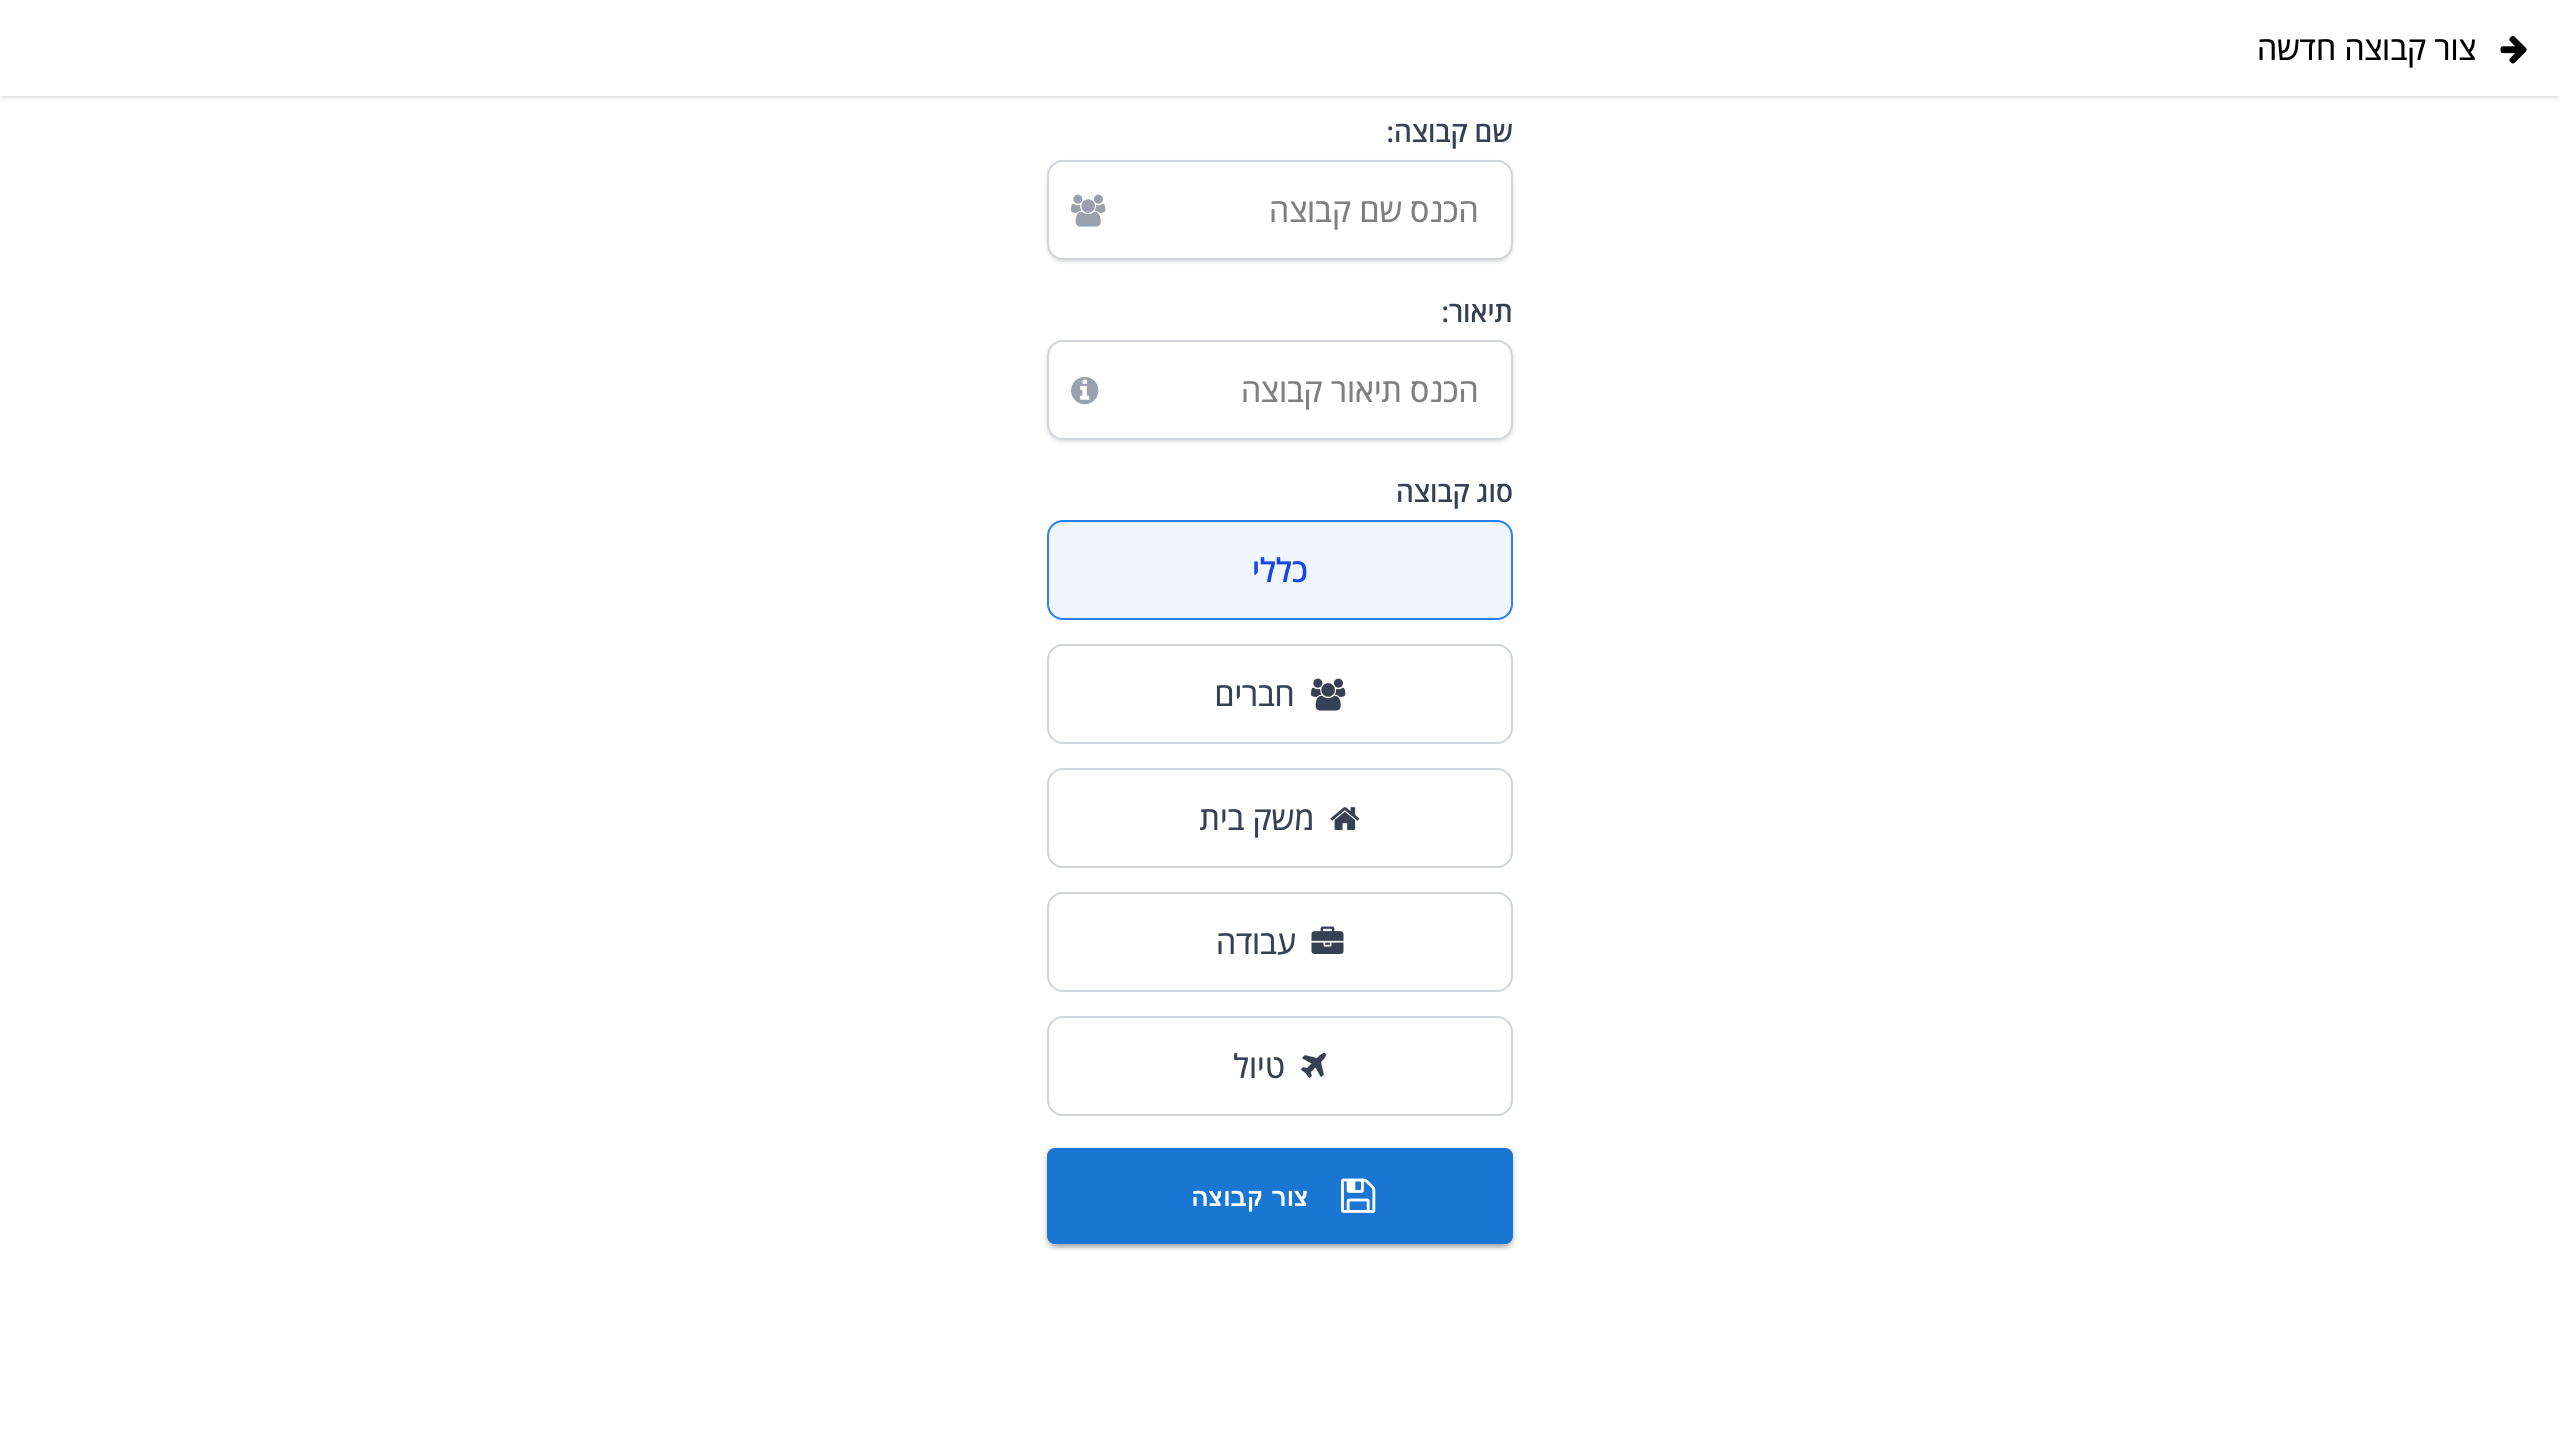 צור קבוצה חדשה
שם קבוצה:
הכנס שם קבוצה
תיאור:
הכנס תיאור קבוצה
סוג קבוצה
כללי
חברים
משק בית
עבודה
טיול
צור קבוצה